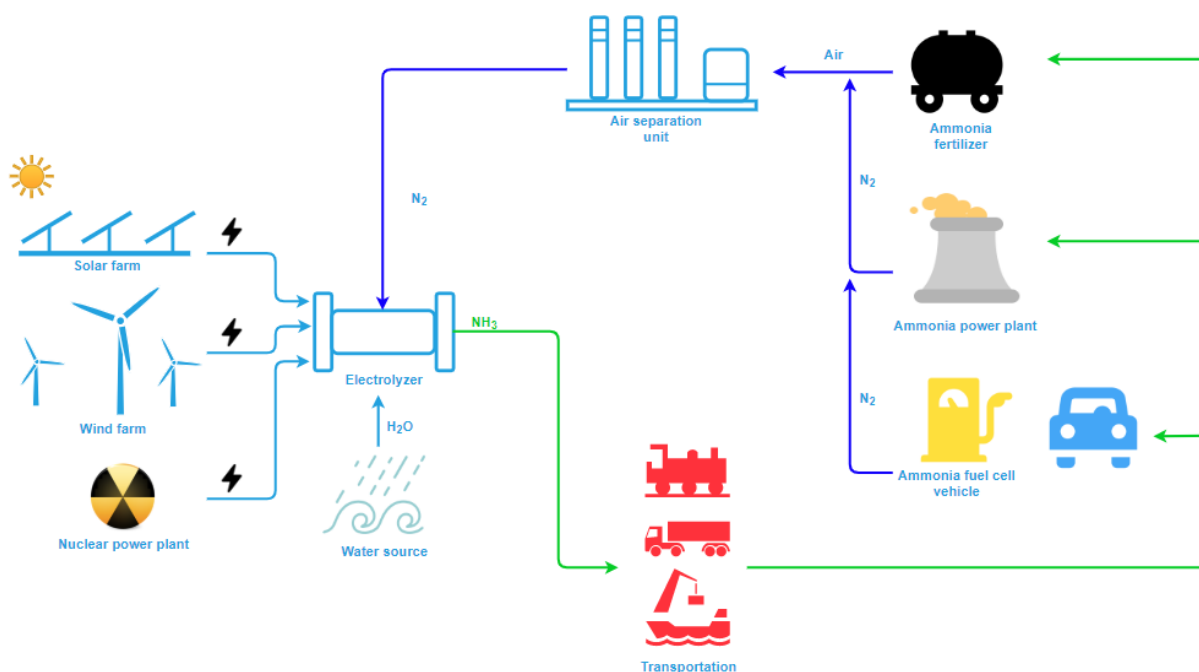 Air
Air separation
unit
Ammonia
fertilizer
N₂
N₂
Solar farm
Ammonia power plant
NH₃
Electrolyzer
N₂
Wind farm
H₂O
Ammonia fuel cell
vehicle
Nuclear power plant
Water source
Transportation